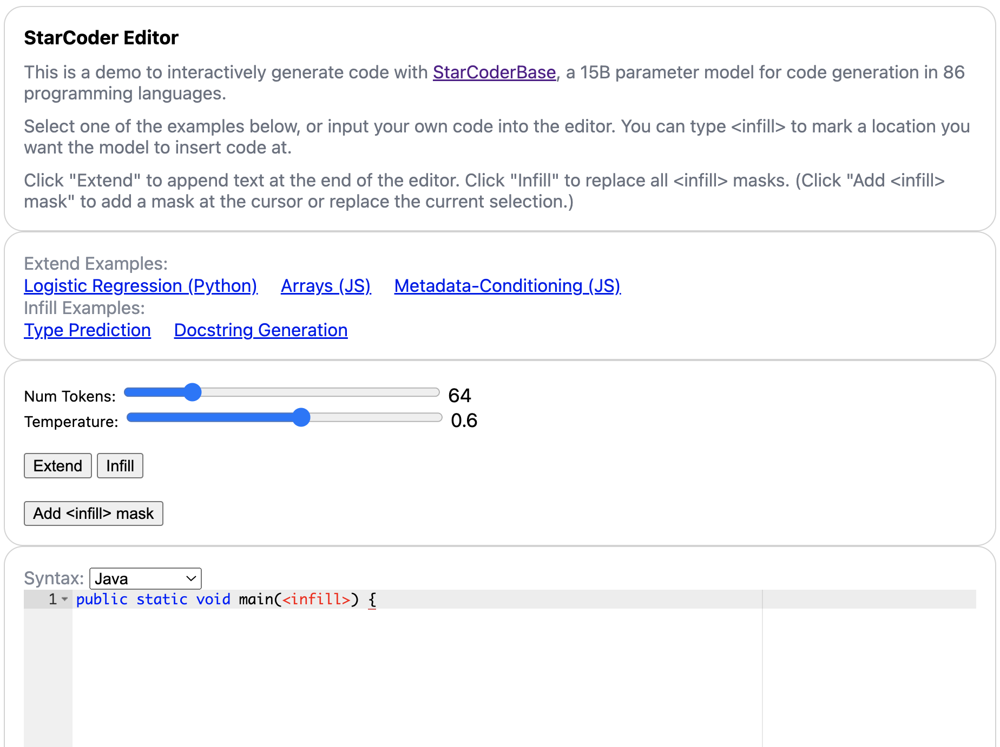 StarCoder Editor
This is a demo to interactively generate code with StarCoderBase, a 15B parameter model for code generation in 86
programming languages.
Select one of the examples below, or input your own code into the editor. You can type <infill> to mark a location you
want the model to insert code at.
Click "Extend" to append text at the end of the editor. Click "Infill" to replace all <infill> masks. (Click "Add <infill>
mask" to add a mask at the cursor or replace the current selection.)
Extend Examples:
Logistic Regression (Python) Arrays (JS) Metadata-Conditioning (JS)
Infill Examples:
Type Prediction Docstring Generation
Num Tokens: 64
Temperature: 0.6
Extend Infill
Add <infill> mask
Syntax: Java
1 public static void main(<infill>) {